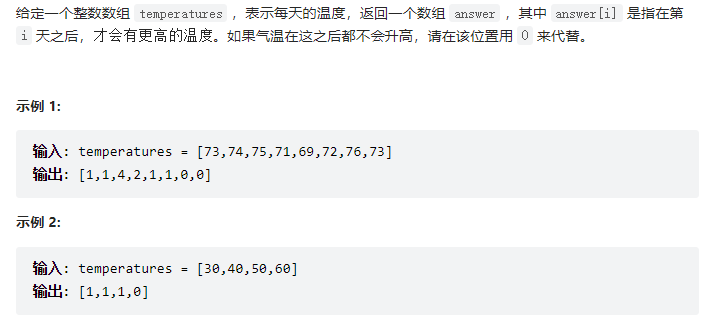 给定一个整数数组 temperatures ，表示每天的温度，返回一个数组 answer ，其中 answer[i] 是指在第
i 天之后，才会有更高的温度。如果气温在这之后都不会升高，请在该位置用 0 来代替。
示例 1:
输入: temperatures = [73,74,75,71,69,72,76,73]
输出: [1,1,4,2,1,1,0,0]
示例 2:
输入: temperatures = [30,40,50,60]
输出: [1,1,1,0]